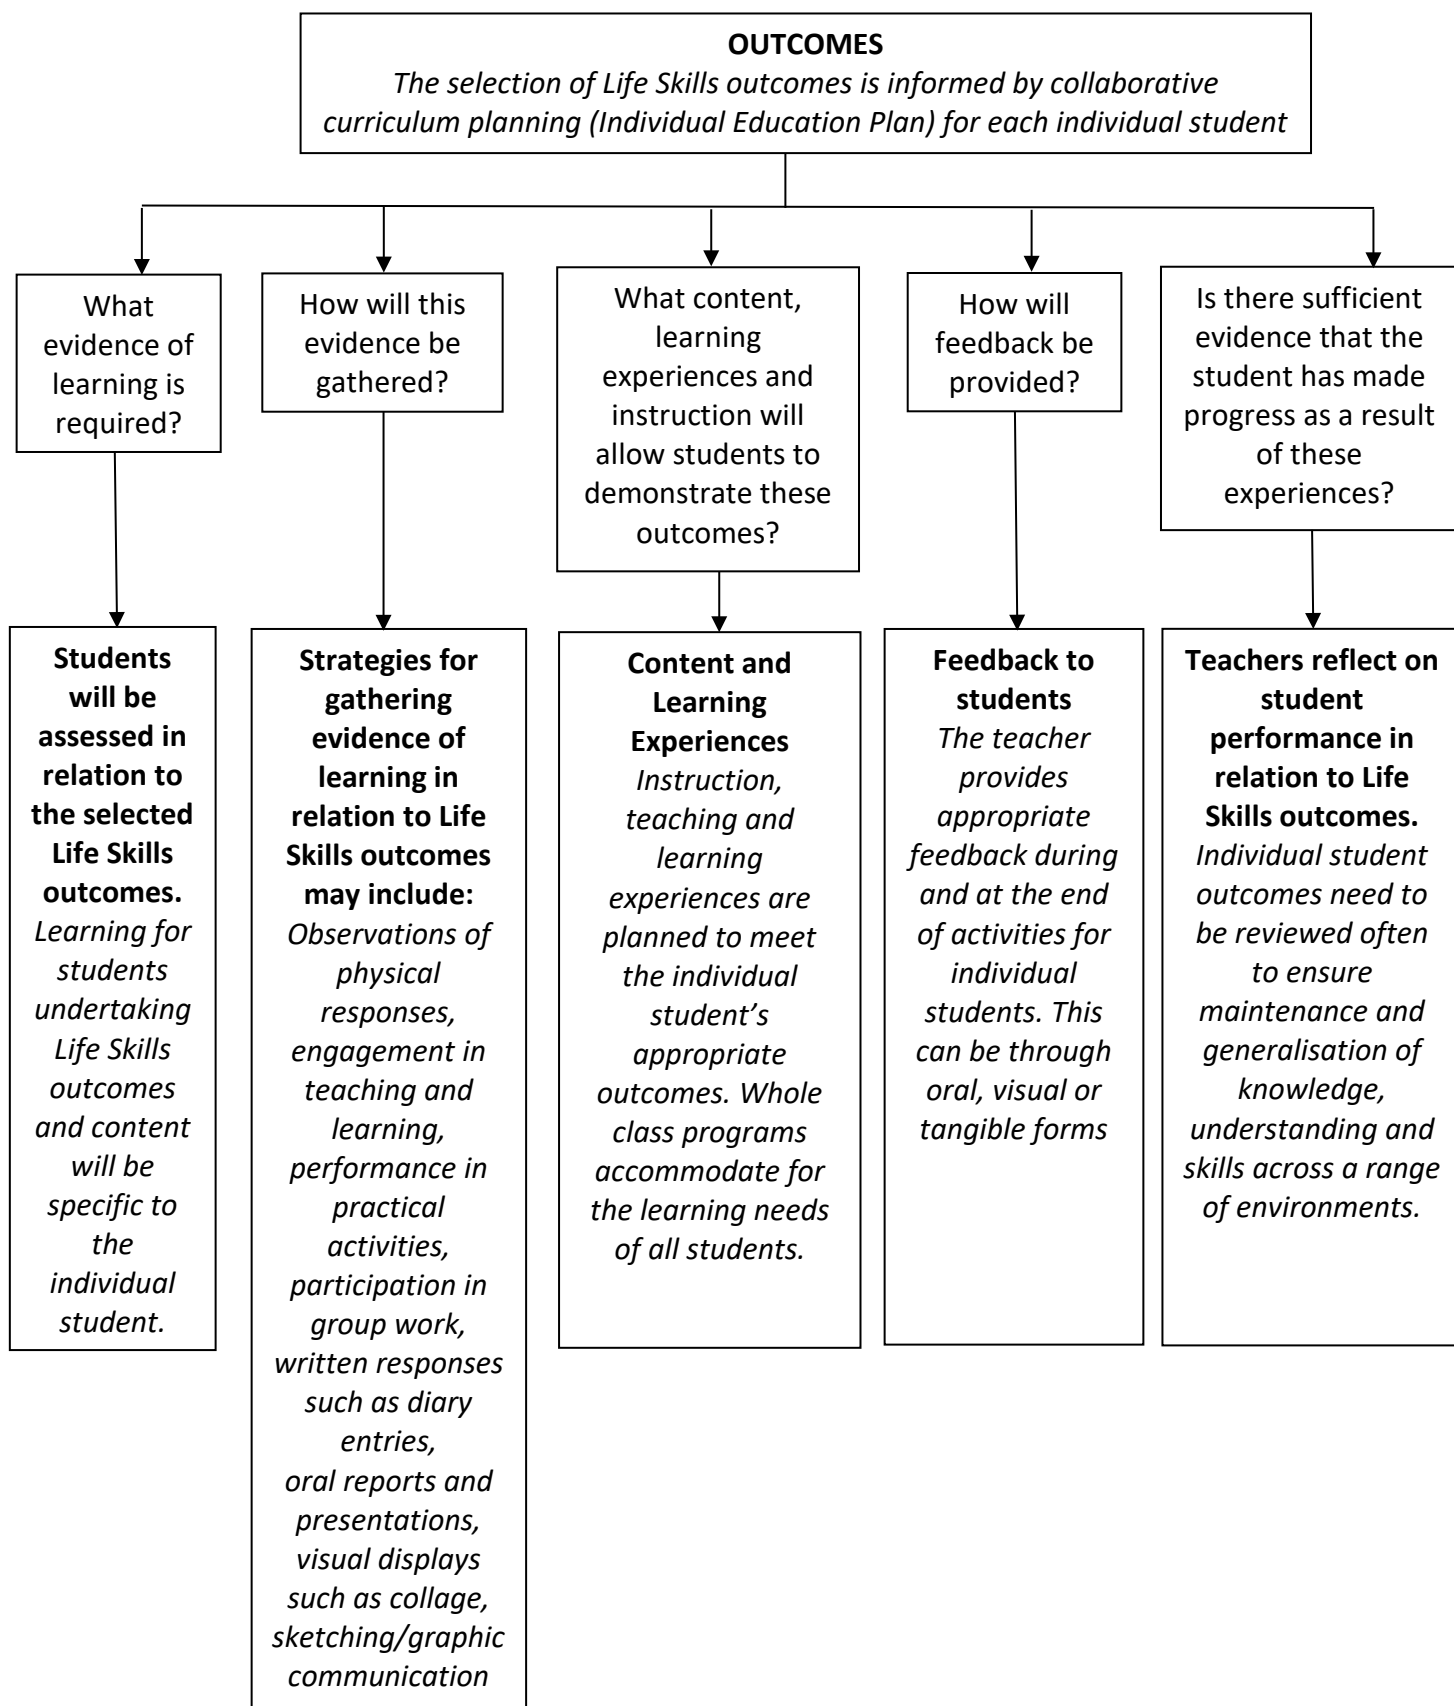 OUTCOMES
The selection of Life Skills outcomes is informed by collaborative
curriculum planning (Individual Education Plan) for each individual student
What
evidence of
learning is
required?
How will this
evidence be
gathered?
What content,
learning
experiences and
instruction will
allow students to
demonstrate these
outcomes?
How will
feedback be
provided?
Is there sufficient
evidence that the
student has made
progress as a result
of these
experiences?
Students
will be
assessed in
relation to
the selected
Life Skills
outcomes.
Learning for
students
undertaking
Life Skills
outcomes
and content
will be
specific to
the
individual
student.
Strategies for
gathering
evidence of
learning in
relation to Life
Skills outcomes
may include:
Observations of
physical
responses,
engagement in
teaching and
learning,
performance in
practical
activities,
participation in
group work,
written responses
such as diary
entries,
oral reports and
presentations,
visual displays
such as collage,
sketching/graphic
communication
Content and
Learning
Experiences
Instruction,
teaching and
learning
experiences are
planned to meet
the individual
student’s
appropriate
outcomes. Whole
class programs
accommodate for
the learning needs
of all students.
Feedback to
students
The teacher
provides
appropriate
feedback during
and at the end
of activities for
individual
students. This
can be through
oral, visual or
tangible forms
Teachers reflect on
student
performance in
relation to Life
Skills outcomes.
Individual student
outcomes need to
be reviewed often
to ensure
maintenance and
generalisation of
knowledge,
understanding and
skills across a range
of environments.